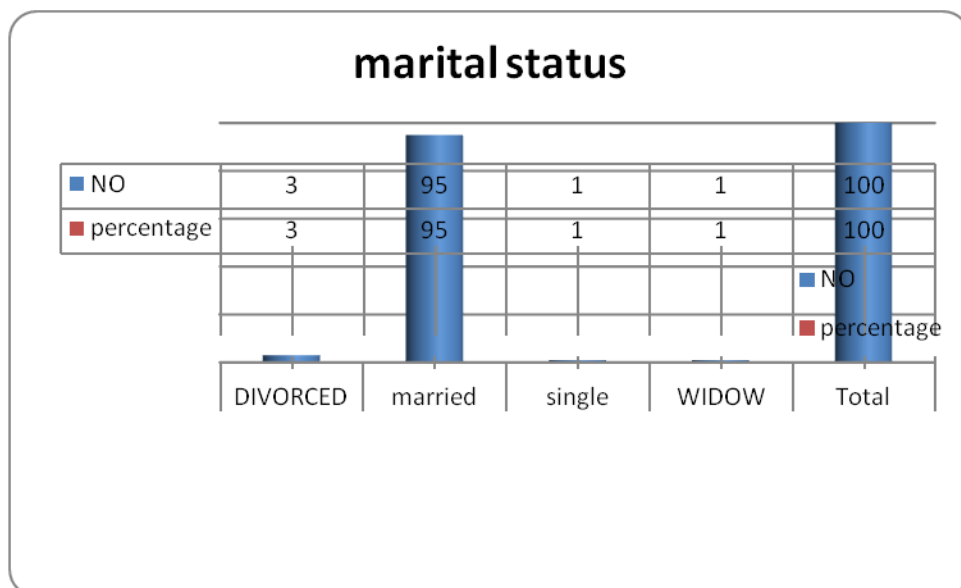 marital status
NO 3 95 1 1 100
percentage 3 95 1 1 100
NO
percentage
DIVORCED married single WIDOW Total